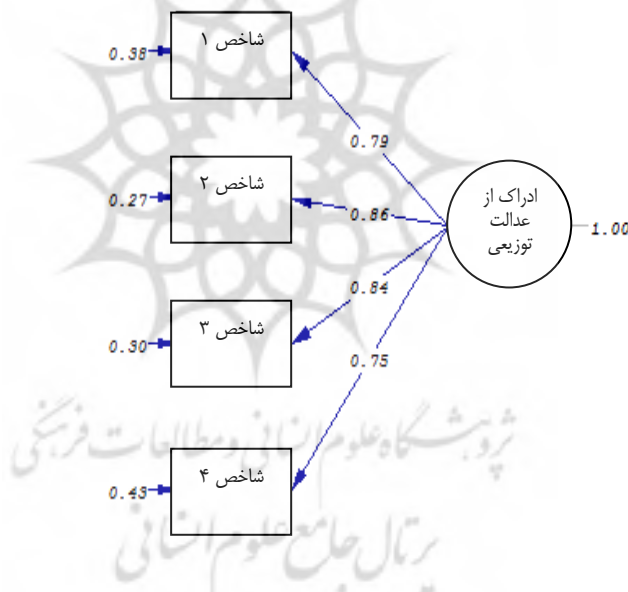 شاخص ۱
0.38
0.79
شاخص ۲
0.27
0.86
ادراک از
عدالت
توزیعی
1.00
0.84
شاخص ۳
0.30
0.75
شاخص ۴
0.43
پژوهشگاه علوم انسانی و مطالعات فرهنگی
پرتال جامع علوم انسانی